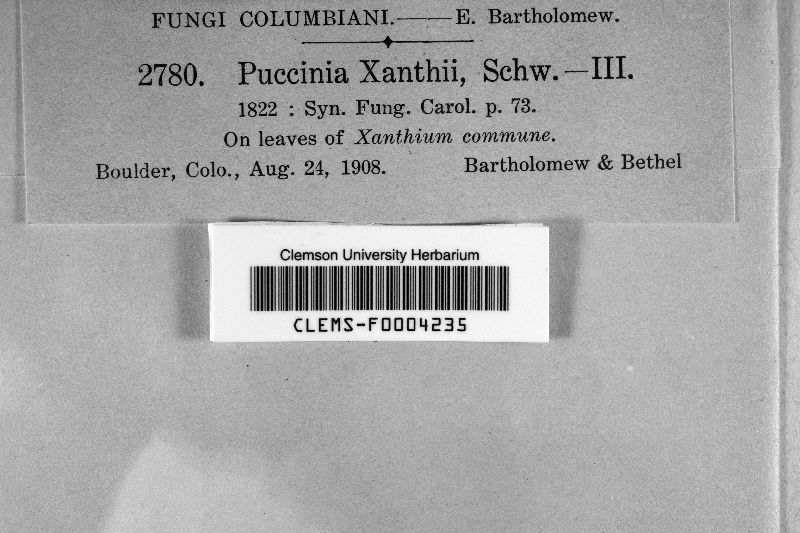 FUNGI COLUMBIANI.——E. Bartholomew.
2780. Puccinia Xanthii, Schw.—III.
1822 : Syn. Fung. Carol. p. 73.
On leaves of Xanthium commune.
Boulder, Colo., Aug. 24, 1908. Bartholomew & Bethel
Clemson University Herbarium
CLEMS-F0004235